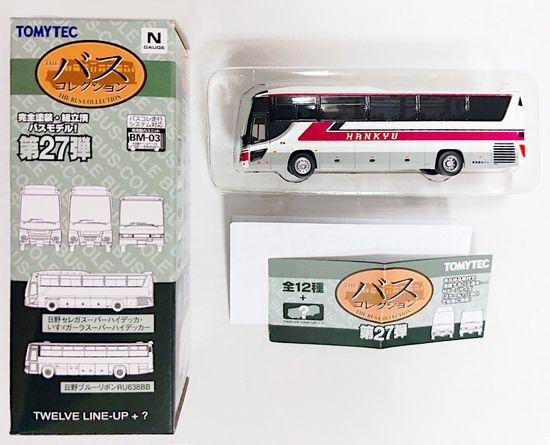 TOMYTEC
N
GAUGE
THE
バス
コレクション
THE BUS COLLECTION
完全塗装・組立済
バスモデル!
第27弾
バスコレ走行
システム対応
BM-03
日野セレガスーパーハイデッカ・
いすゞガーラスーパーハイデッカー
日野ブルーリボンRU638BB
TWELVE LINE-UP + ?
HANKYU
TOMYTEC
全12種
+
?
TWELVE LINE-UP + ?
THE
バス
コレクション
THE BUS COLLECTION
第27弾